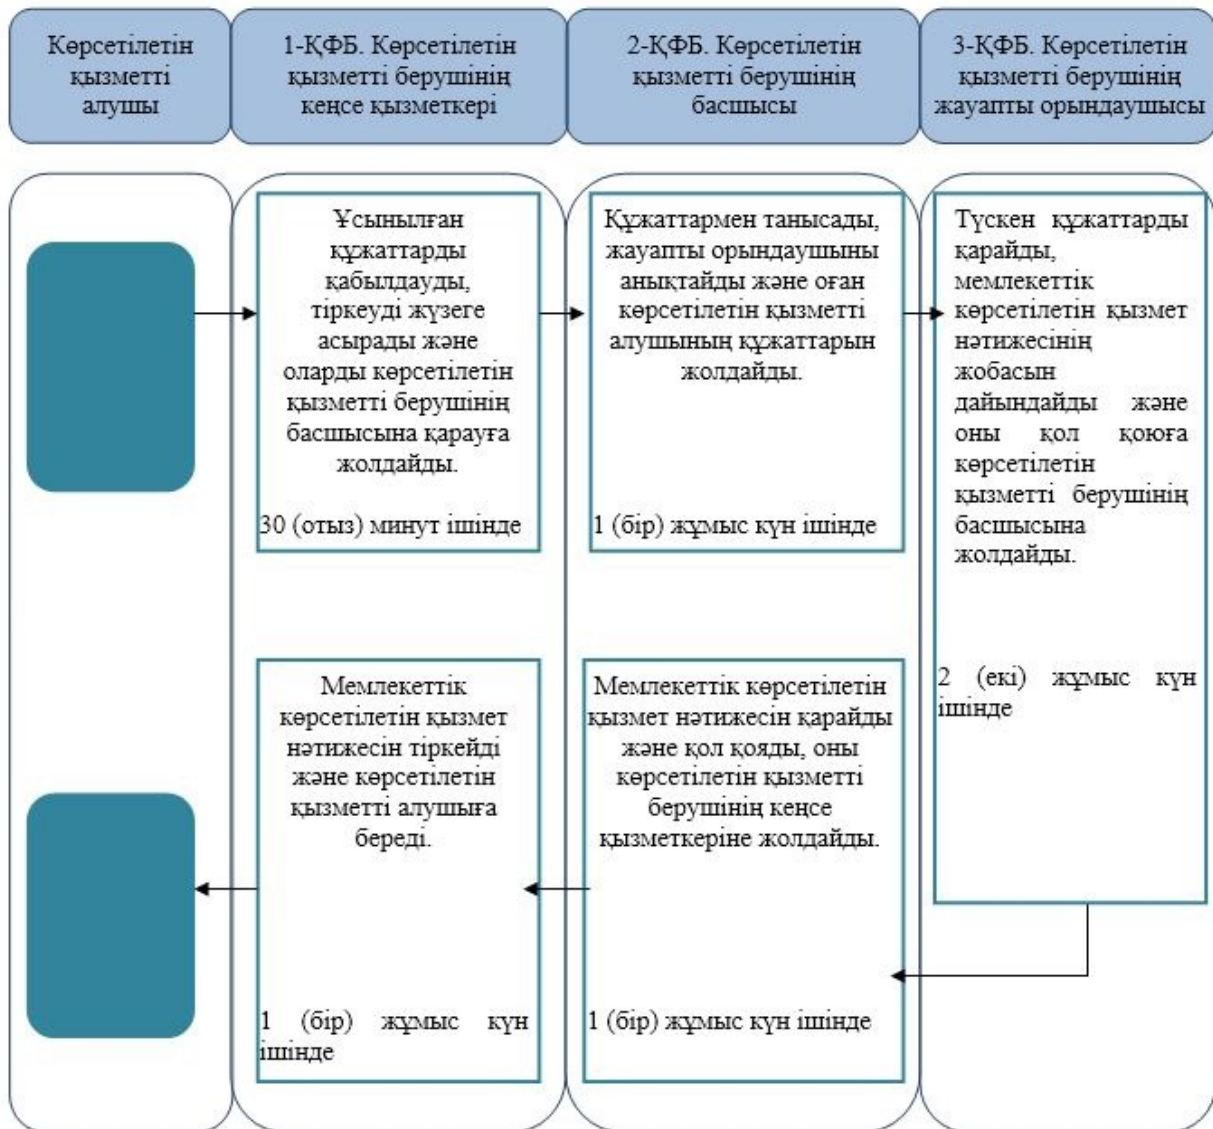 Көрсетілетін
қызметті
алушы
1-ҚФБ. Көрсетілетін
қызметті берушінің
кеңсе қызметкері
2-ҚФБ. Көрсетілетін
қызметті берушінің
басшысы
3-ҚФБ. Көрсетілетін
қызметті берушінің
жауапты орындаушысы
Ұсынылған
құжаттарды
қабылдауды,
тіркеуді жүзеге
асырады және
оларды көрсетілетін
қызметті берушінің
басшысына қарауға
жолдайды.
30 (отыз) минут ішінде
Құжаттармен танысады,
жауапты орындаушыны
анықтайды және оған
көрсетілетін қызметті
алушының құжаттарын
жолдайды.
1 (бір) жұмыс күн ішінде
Түскен құжаттарды
қарайды,
мемлекеттік
көрсетілетін қызмет
нәтижесінің
жобасын
дайындайды және
оны қол қоюға
көрсетілетін
қызметті берушінің
басшысына
жолдайды.
2 (екі) жұмыс күн
ішінде
Мемлекеттік
көрсетілетін қызмет
нәтижесін тіркейді
және көрсетілетін
қызметті алушыға
береді.
1 (бір) жұмыс күн
ішінде
Мемлекеттік көрсетілетін
қызмет нәтижесін қарайды
және қол қояды, оны
көрсетілетін қызметті
берушінің кеңсе
қызметкеріне жолдайды.
1 (бір) жұмыс күн ішінде